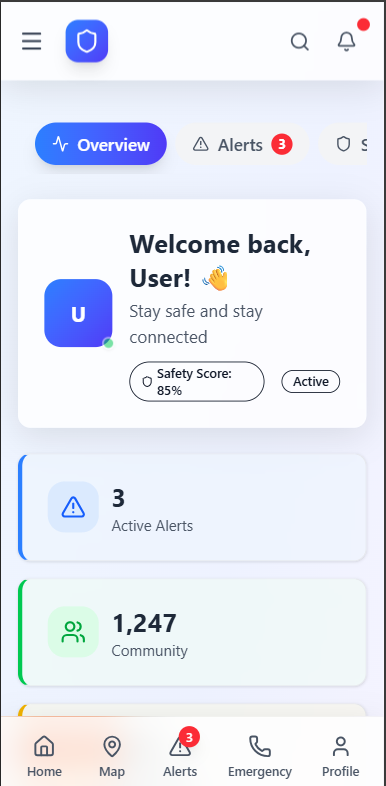 Overview
Alerts 3
S
Welcome back,
User! 👋
U
Stay safe and stay
connected
Safety Score:
85%
Active
3
Active Alerts
1,247
Community
3
Home
Map
Alerts
Emergency
Profile